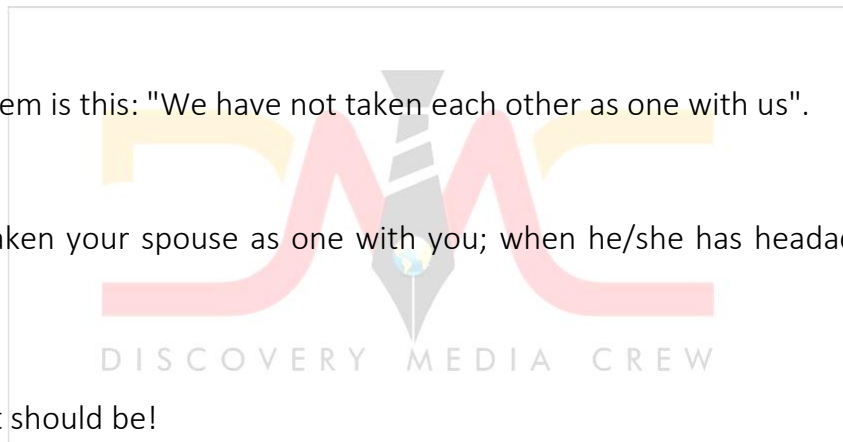 em is this: "We have not taken each other as one with us".
aken your spouse as one with you; when he/she has heada
DISCOVERY MEDIA CREW
t should be!